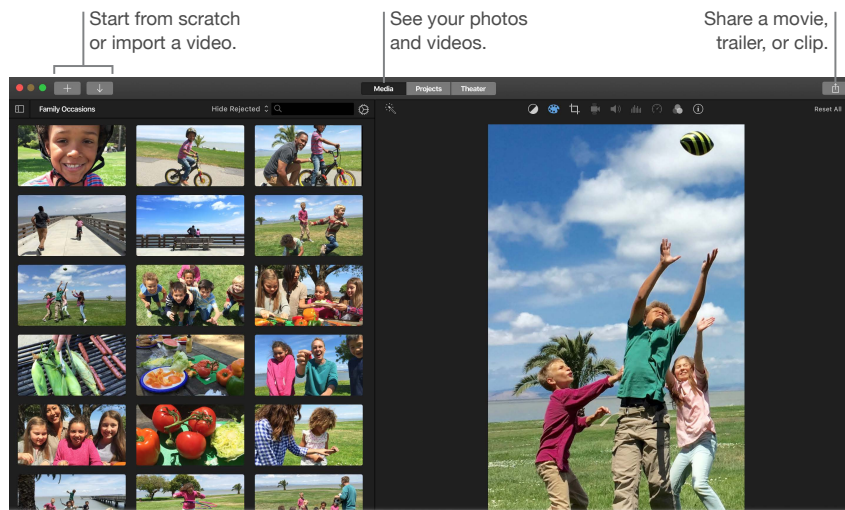 Start from scratch
or import a video.
See your photos
and videos.
Share a movie,
trailer, or clip.
Media
Projects
Theater
Family Occasions
Hide Rejected
Reset All